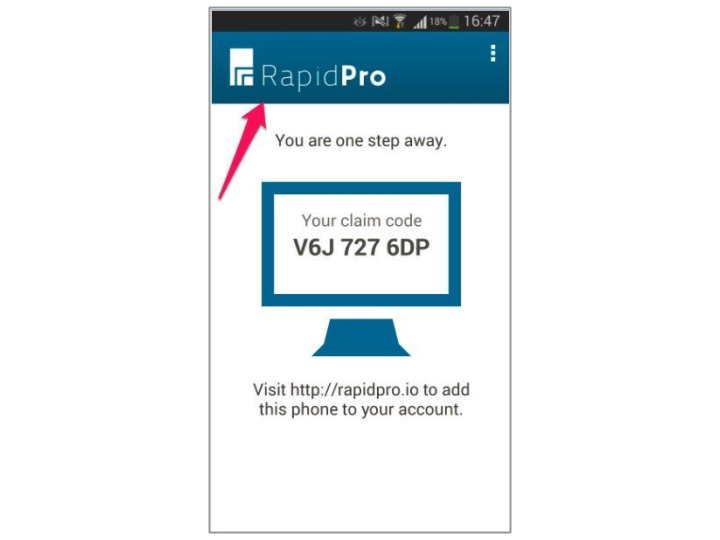 18% 16:47
RapidPro
You are one step away.
Your claim code
V6J 727 6DP
Visit http://rapidpro.io to add
this phone to your account.